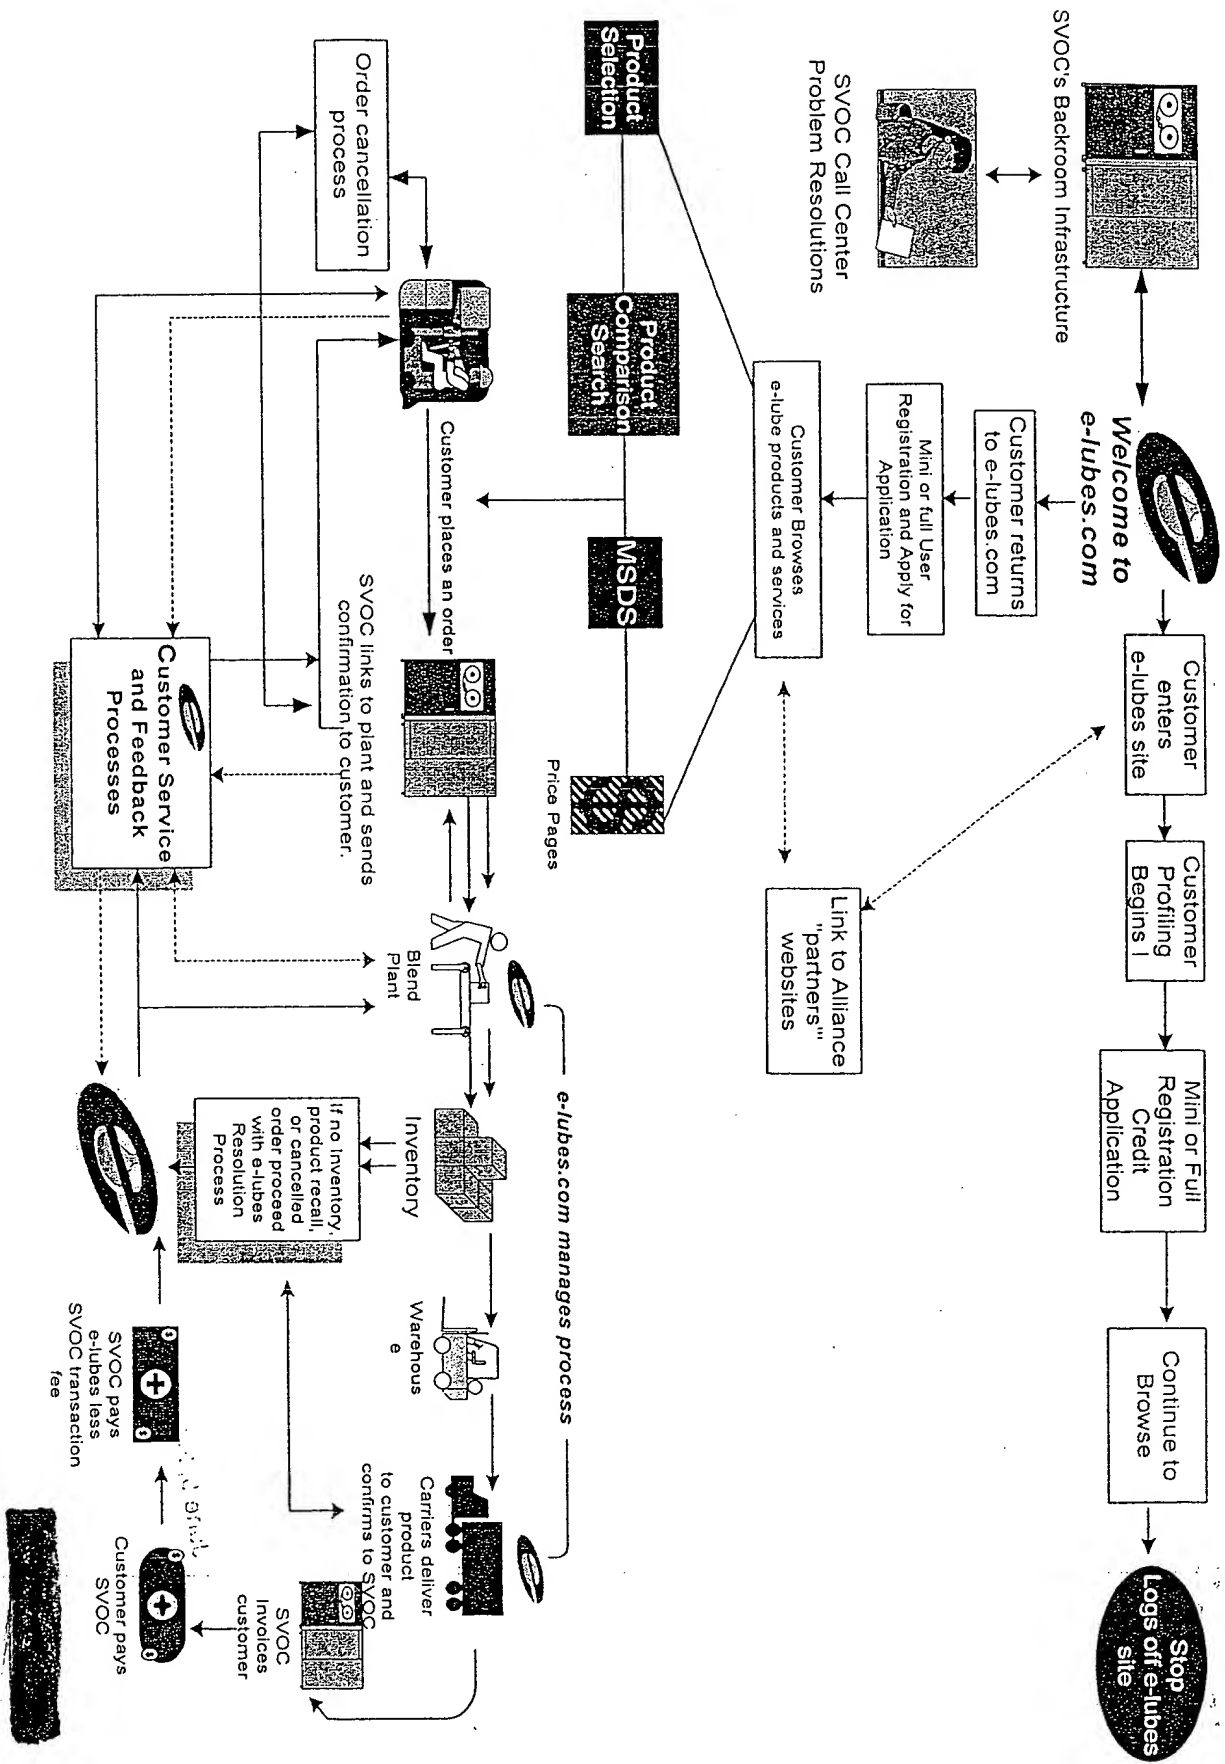 SVOC's Backroom Infrastructure
SVOC Call Center
Problem Resolutions
Welcome to
e-lubes.com
Customer
enters
e-lubes site
Customer
Profiling
Begins !
Mini or Full
Registration
Credit
Application
Continue to
Browse
Stop
Logs off e-lubes
site
Customer returns
to e-lubes.com
Mini or full User
Registration and Apply for
Application
Customer Browses
e-lube products and services
Link to Alliance
"partners'"
websites
Product
Selection
Product
Comparison
Search
MSDS
Price Pages
e-lubes.com manages process
Order cancellation
process
Customer places an order
SVOC links to plant and sends
confirmation to customer.
Blend
Plant
Inventory
Warehous
e
Carriers deliver
product
to customer and
confirms to SVOC
Customer Service
and Feedback
Processes
If no Inventory,
product recall,
or cancelled
order proceed
with e-lubes
Resolution
Process
SVOC
Invoices
customer
Customer pays
SVOC
SVOC pays
e-lubes less
SVOC transaction
fee